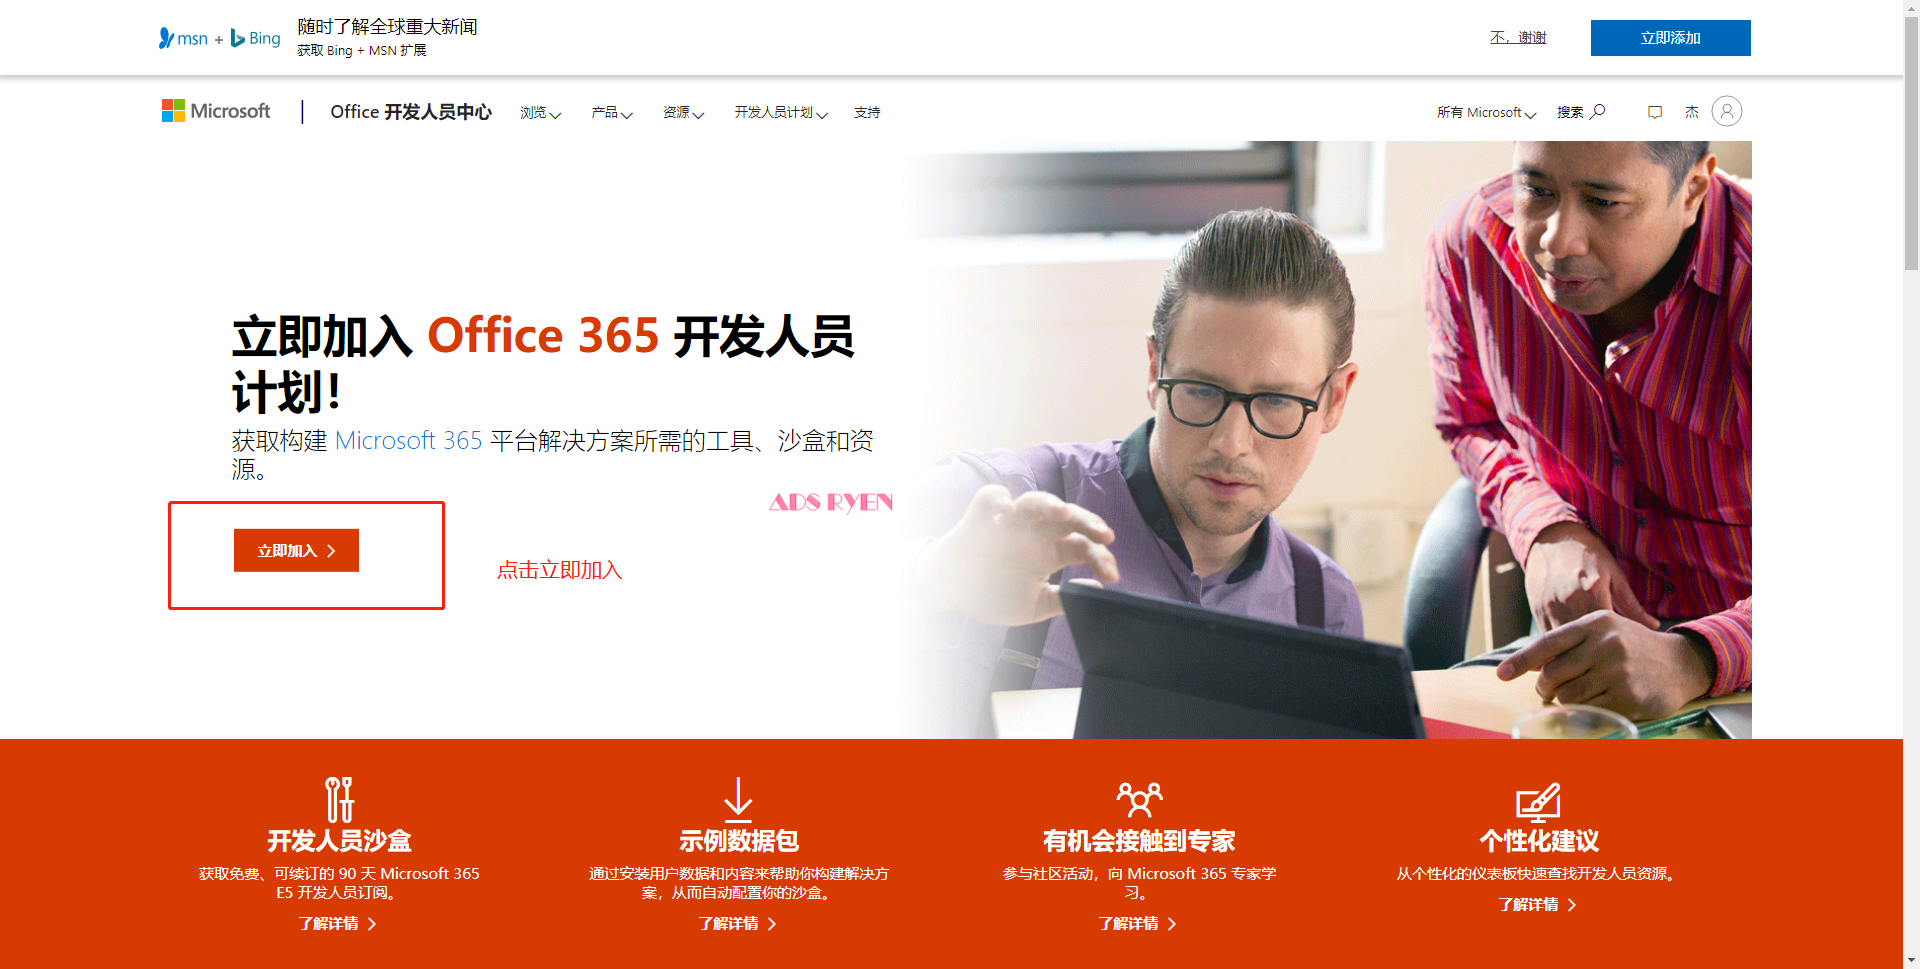 msn + Bing
随时了解全球重大新闻
获取 Bing + MSN 扩展
不，谢谢
立即添加
Microsoft
Office 开发人员中心
浏览
产品
资源
开发人员计划
支持
所有 Microsoft
搜索
杰
立即加入 Office 365 开发人员
计划！
获取构建 Microsoft 365 平台解决方案所需的工具、沙盒和资
源。
ADS RYEN
立即加入
点击立即加入
开发人员沙盒
获取免费、可续订的 90 天 Microsoft 365
E5 开发人员订阅。
了解详情
示例数据包
通过安装用户数据和内容来帮助你构建解决方
案，从而自动配置你的沙盒。
了解详情
有机会接触到专家
参与社区活动，向 Microsoft 365 专家学
习。
了解详情
个性化建议
从个性化的仪表板快速查找开发人员资源。
了解详情